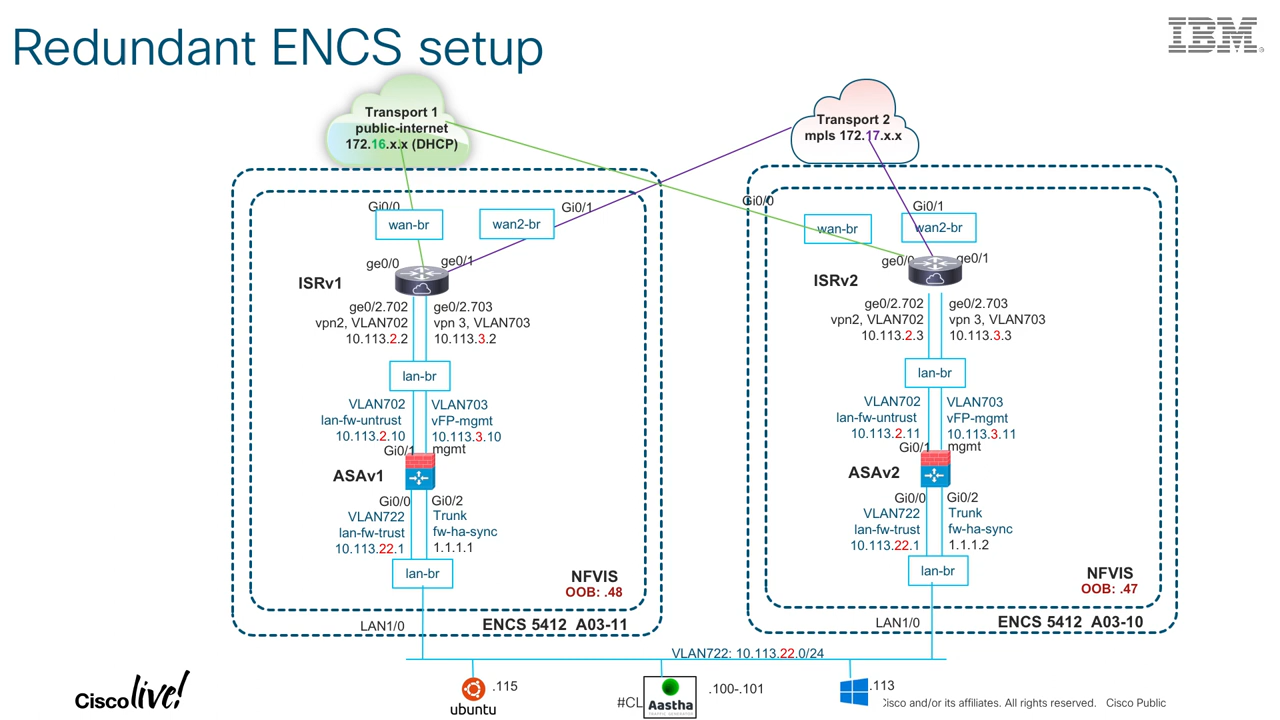 Redundant ENCS setup
IBM
Transport 1
public-internet
172.16.x.x (DHCP)
Transport 2
mpls 172.17.x.x
Gi0/0
wan-br
wan2-br
Gi0/1
ge0/0
ge0/1
ISRv1
ge0/2.702
vpn2, VLAN702
10.113.2.2
ge0/2.703
vpn 3, VLAN703
10.113.3.2
lan-br
VLAN702
lan-fw-untrust
10.113.2.10
Gi0/1
VLAN703
vFP-mgmt
10.113.3.10
mgmt
ASAv1
Gi0/0
VLAN722
lan-fw-trust
10.113.22.1
Gi0/2
Trunk
fw-ha-sync
1.1.1.1
lan-br
NFVIS
OOB: .48
LAN1/0
ENCS 5412 A03-11
Gi0/0
wan-br
Gi0/1
wan2-br
ge0/0
ge0/1
ISRv2
ge0/2.702
vpn2, VLAN702
10.113.2.3
ge0/2.703
vpn 3, VLAN703
10.113.3.3
lan-br
VLAN702
lan-fw-untrust
10.113.2.11
Gi0/1
VLAN703
vFP-mgmt
10.113.3.11
mgmt
ASAv2
Gi0/0
VLAN722
lan-fw-trust
10.113.22.1
Gi0/2
Trunk
fw-ha-sync
1.1.1.2
lan-br
NFVIS
OOB: .47
LAN1/0
ENCS 5412 A03-10
VLAN722: 10.113.22.0/24
Cisco live!
ubuntu
.115
#CL
Aastha
TRAFFIC GENERATOR
.100-.101
.113
isco and/or its affiliates. All rights reserved. Cisco Public